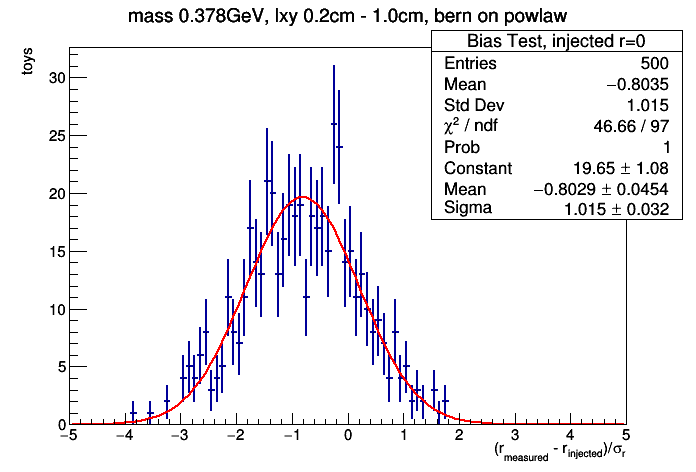 mass 0.378GeV, lxy 0.2cm - 1.0cm, bern on powlaw
Bias Test, injected r=0
Entries 500
Mean −0.8035
Std Dev 1.015
χ² / ndf 46.66 / 97
Prob 1
Constant 19.65 ± 1.08
Mean −0.8029 ± 0.0454
Sigma 1.015 ± 0.032
toys
30
25
20
15
10
5
0
−5 −4 −3 −2 −1 0 1 2 3 4 5
(r_measured - r_injected)/σ_r